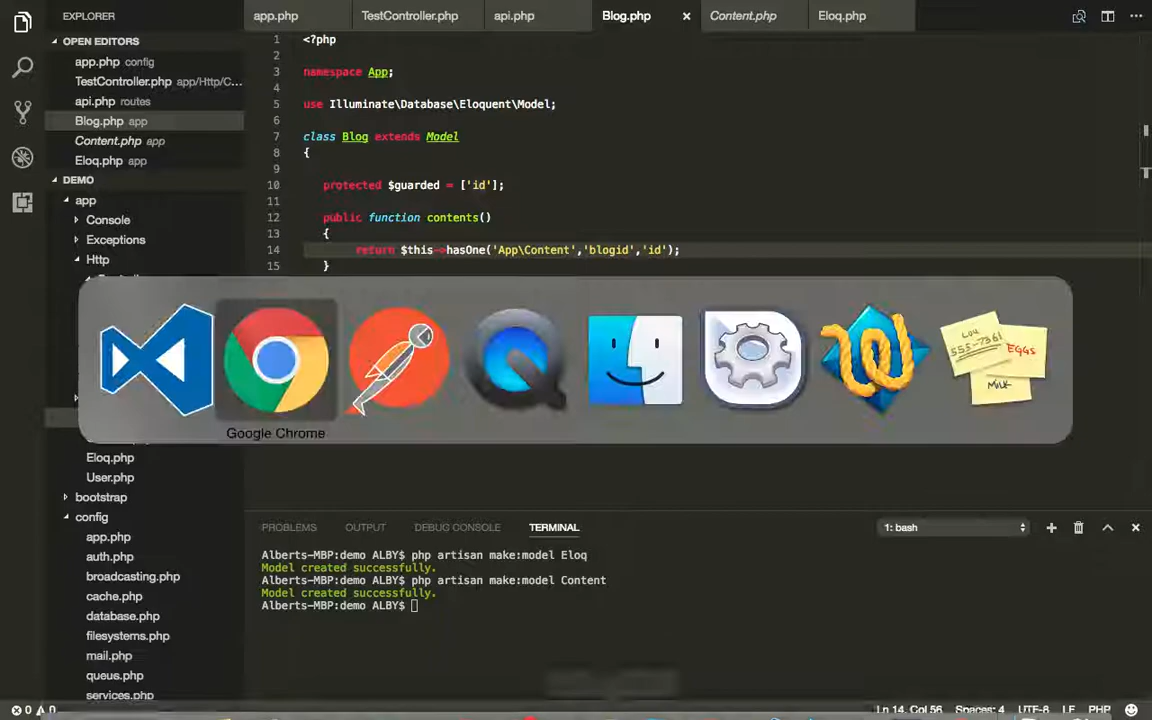 EXPLORER
OPEN EDITORS
app.php config
TestController.php app/Http/C...
api.php routes
Blog.php app
Content.php app
Eloq.php app
DEMO
app
Console
Exceptions
Http
Eloq.php
User.php
bootstrap
config
app.php
auth.php
broadcasting.php
cache.php
database.php
filesystems.php
mail.php
queue.php
services.php
app.php
TestController.php
api.php
Blog.php
Content.php
Eloq.php
1 <?php
2
3 namespace App;
4
5 use Illuminate\Database\Eloquent\Model;
6
7 class Blog extends Model
8 {
9
10 protected $guarded = ['id'];
11
12 public function contents()
13 {
14 return $this->hasOne('App\Content','blogid','id');
15 }
Google Chrome
Lou
555-7361
EGGS
MILK
PROBLEMS
OUTPUT
DEBUG CONSOLE
TERMINAL
1: bash
Alberts-MBP:demo ALBY$ php artisan make:model Eloq
Model created successfully.
Alberts-MBP:demo ALBY$ php artisan make:model Content
Model created successfully.
Alberts-MBP:demo ALBY$
0 0
Ln 14, Col 56
Spaces: 4
UTF-8
LF
PHP